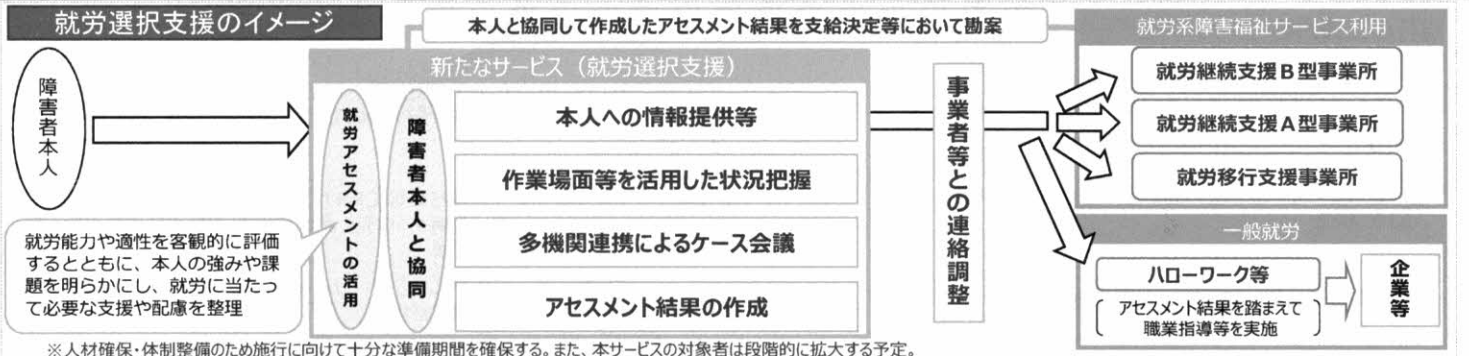 就労選択支援のイメージ
本人と協同して作成したアセスメント結果を支給決定等において勘案
障害者本人
新たなサービス（就労選択支援）
就労アセスメントの活用
障害者本人と協同
本人への情報提供等
作業場面等を活用した状況把握
多機関連携によるケース会議
アセスメント結果の作成
就労能力や適性を客観的に評価
するとともに、本人の強みや課
題を明らかにし、就労に当たっ
て必要な支援や配慮を整理
事業者等との連絡調整
就労系障害福祉サービス利用
就労継続支援Ｂ型事業所
就労継続支援Ａ型事業所
就労移行支援事業所
一般就労
ハローワーク等
アセスメント結果を踏まえて
職業指導等を実施
企業等
※人材確保・体制整備のため施行に向けて十分な準備期間を確保する。また、本サービスの対象者は段階的に拡大する予定。